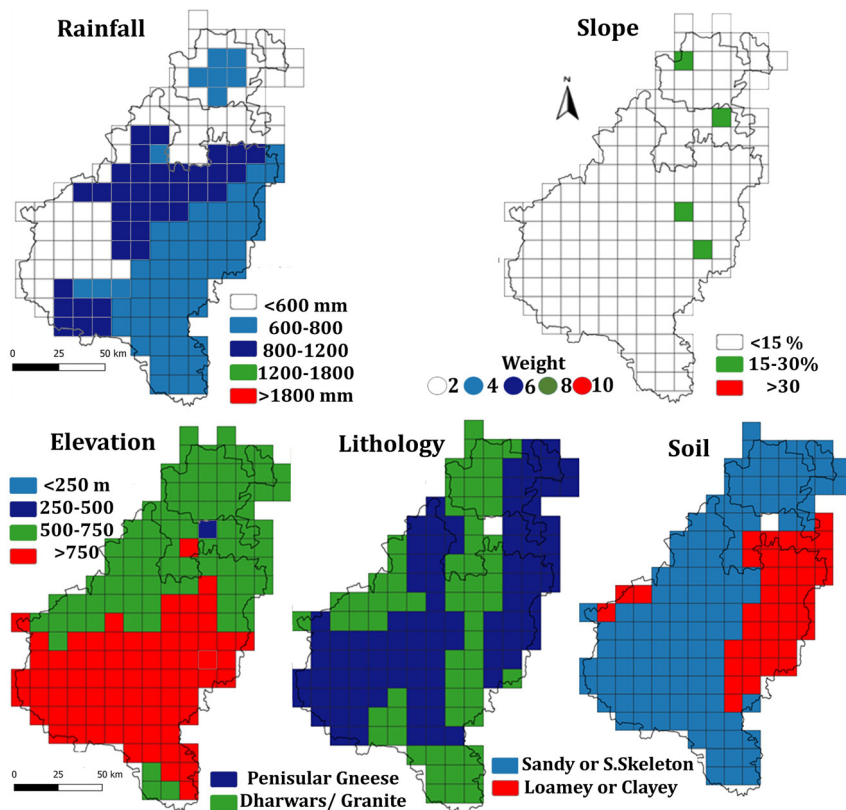 Rainfall
<600 mm
600-800
800-1200
1200-1800
>1800 mm
0 25 50 km
Slope
N
<15 %
15-30%
>30
Weight
2 4 6 8 10
Elevation
<250 m
250-500
500-750
>750
0 25 50 km
Lithology
Penisular Gneese
Dharwars/ Granite
Soil
Sandy or S.Skeleton
Loamey or Clayey